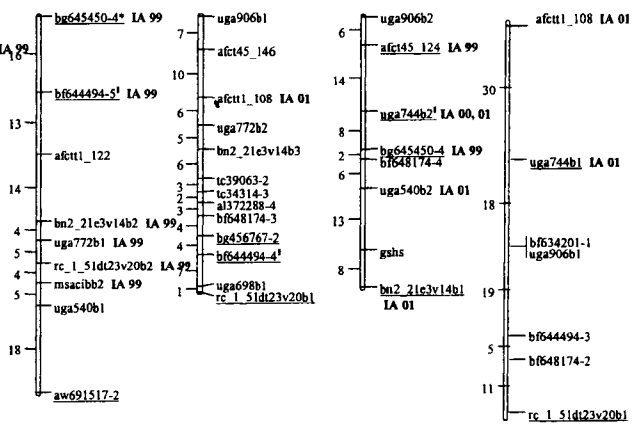 bg645450-4* IA 99
IA 99
16
bf644494-5‡ IA 99
13
afctt1_122
14
bn2_21e3v14b2 IA 99
4
uga772b1 IA 99
5
rc_1_51dt23v20b2 IA 99
4
msacibb2 IA 99
5
uga540b1
18
aw691517-2
uga906b1
7
afct45_146
10
afctt1_108 IA 01
6
uga772b2
5
bn2_21e3v14b3
6
tc39063-2
3
tc34314-3
2
al372288-4
3
bf648174-3
4
bg456767-2
4
bf644494-4‡
7
uga698b1
1
rc_1_51dt23v20b1
uga906b2
6
afct45_124 IA 99
14
uga744b2‡ IA 00, 01
8
bg645450-4 IA 99
2
bf648174-4
6
uga540b2 IA 01
13
gshs
8
bn2_21e3v14b1
IA 01
afctt1_108 IA 01
30
uga744b1 IA 01
18
bf634201-1
uga906b1
19
bf644494-3
5
bf648174-2
11
rc_1_51dt23v20b1